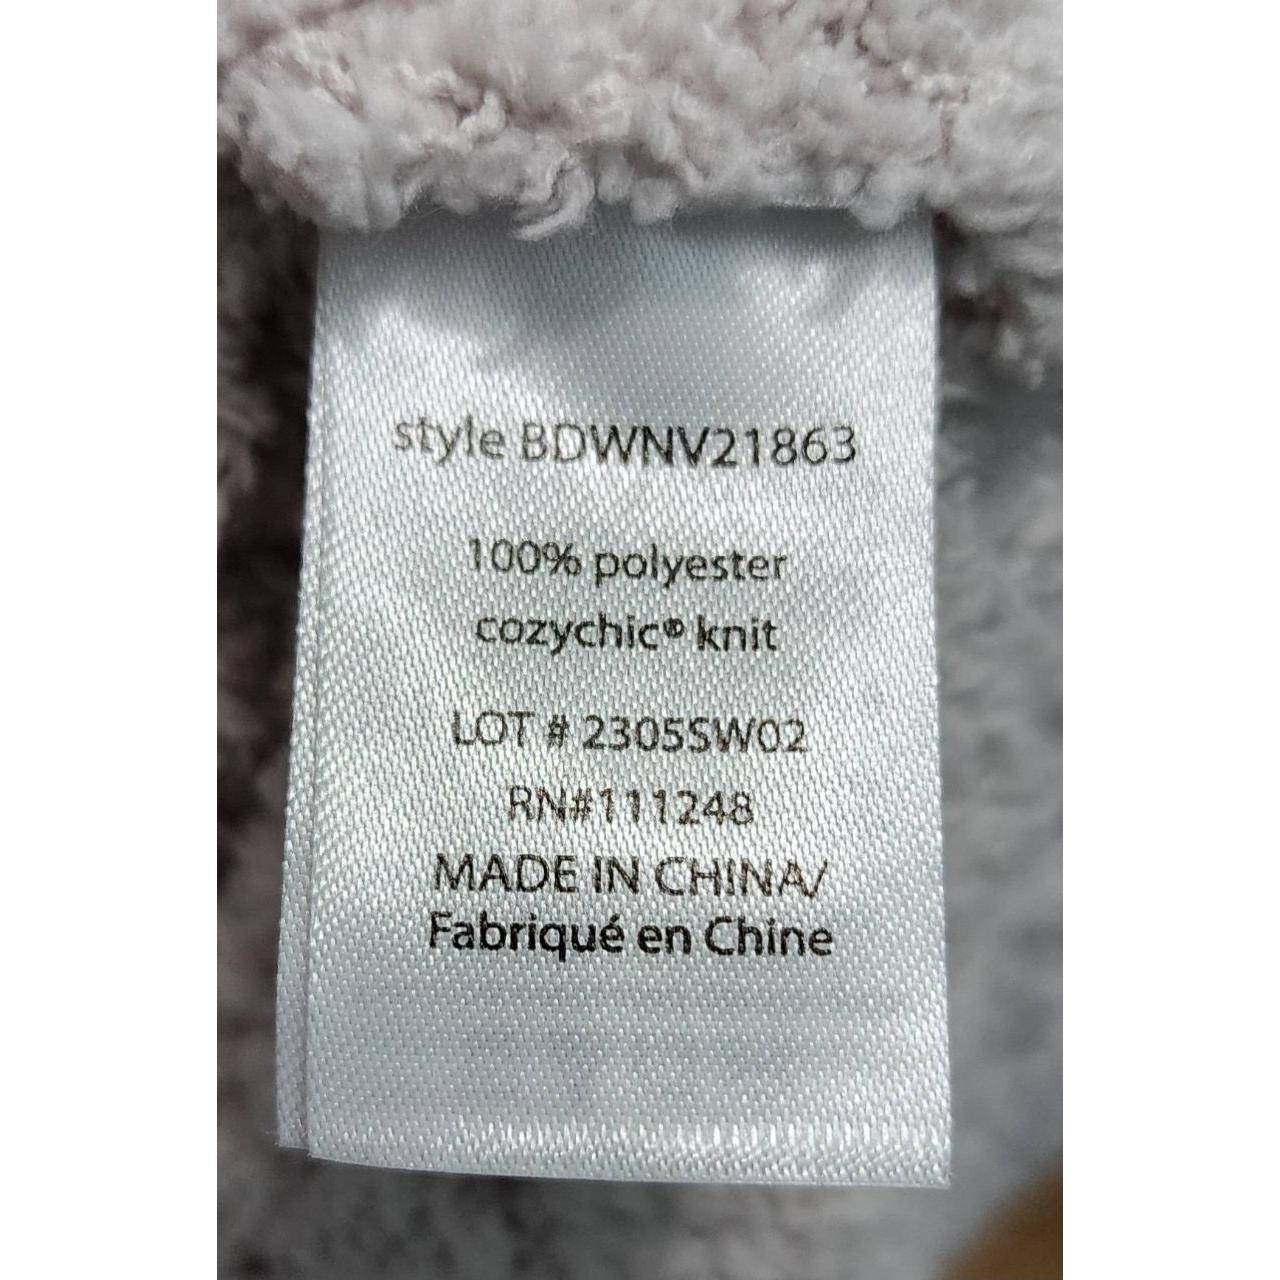 style BDWNV21863
100% polyester
cozychic® knit
LOT # 2305SW02
RN#111248
MADE IN CHINA/
Fabriqué en Chine